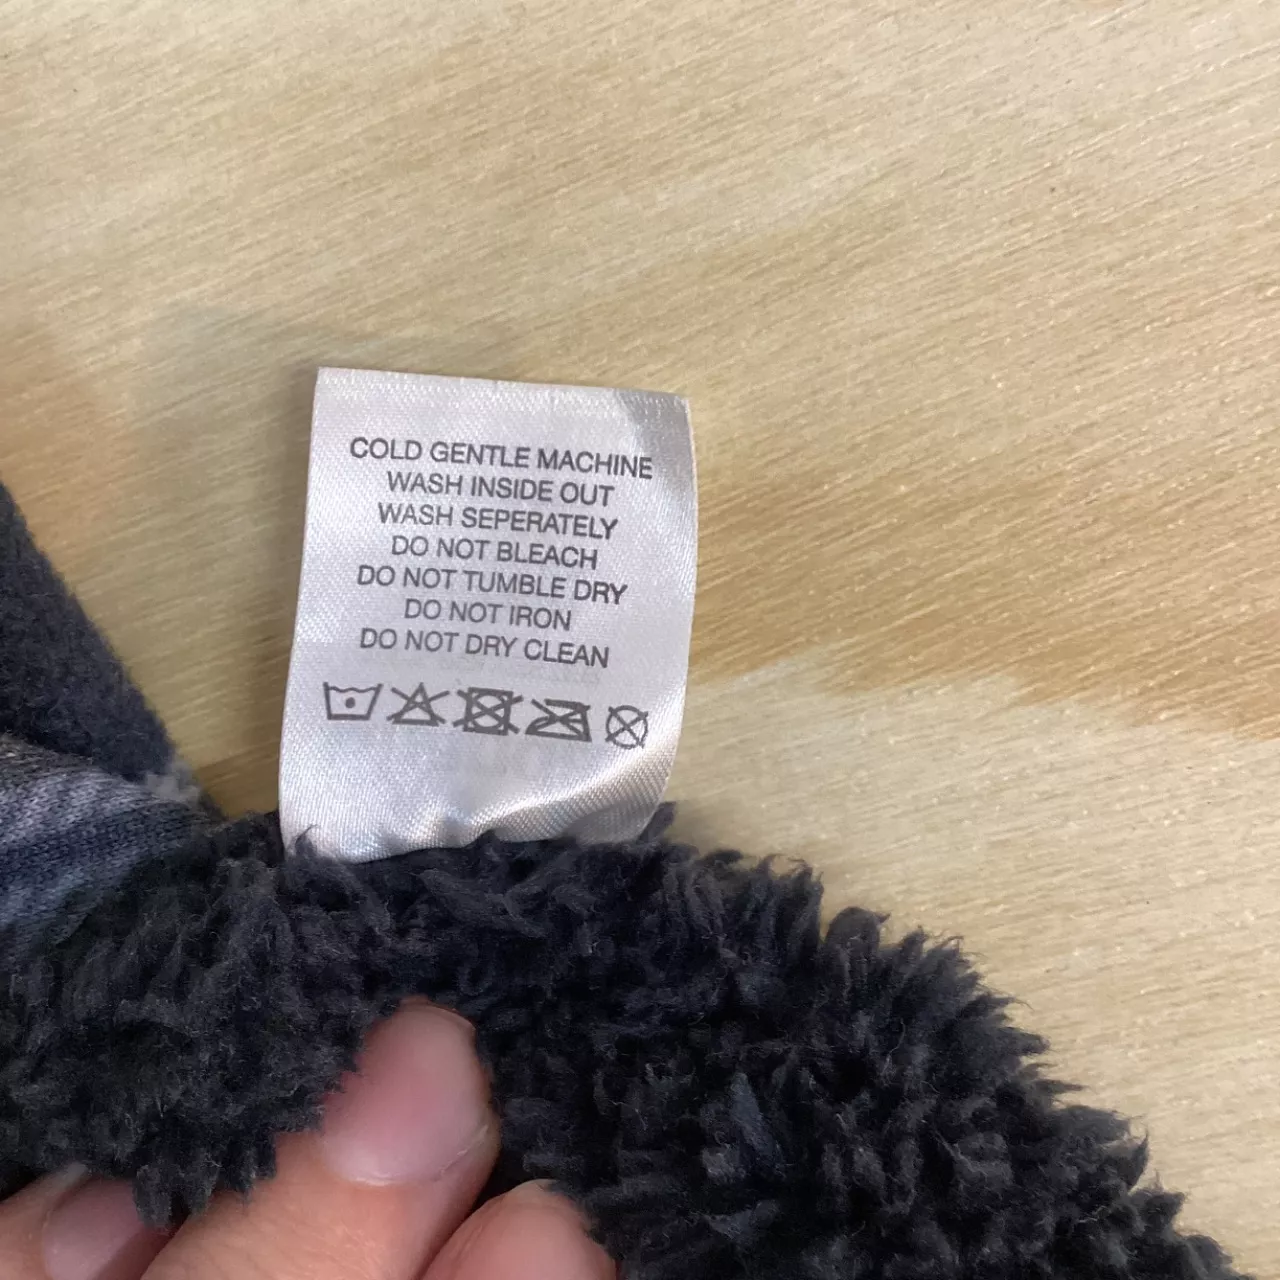 COLD GENTLE MACHINE
WASH INSIDE OUT
WASH SEPERATELY
DO NOT BLEACH
DO NOT TUMBLE DRY
DO NOT IRON
DO NOT DRY CLEAN